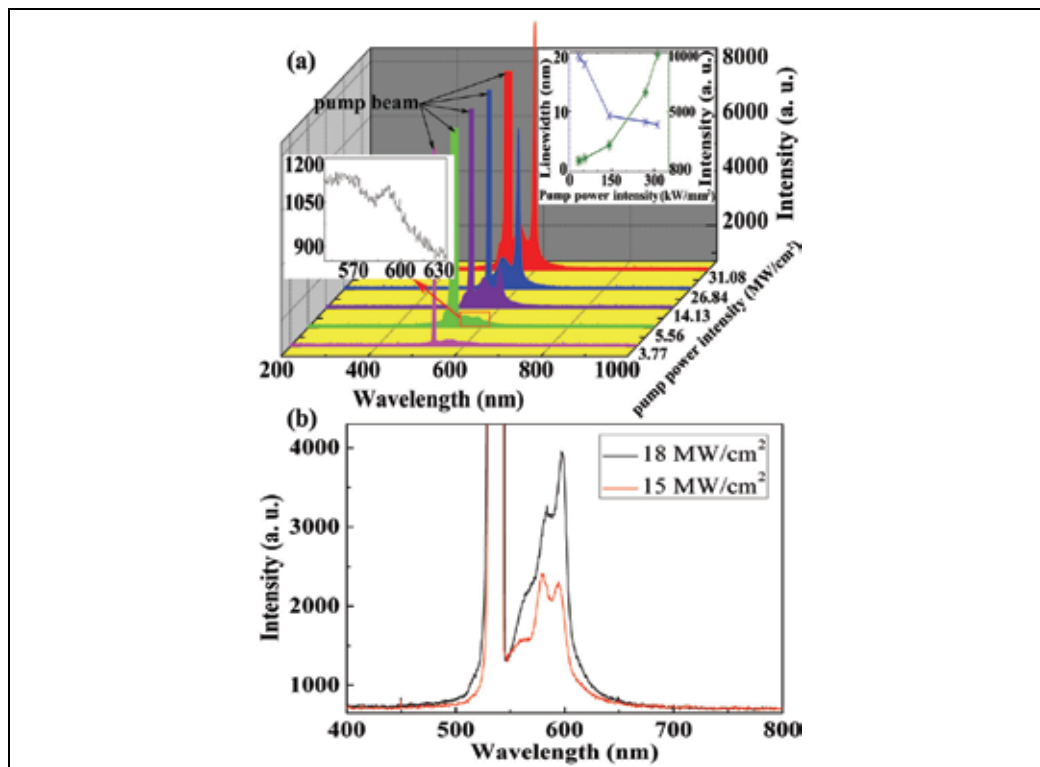 (a)
pump beam
1200
1050
900
570 600 630
20
10
0
Linewidth (nm)
0 150 300
Pump power intensity(kW/mm²)
10000
5000
800
Intensity (a. u.)
8000
6000
4000
2000
Intensity (a. u.)
31.08
26.84
14.13
5.56
3.77
pump power intensity (MW/cm²)
200 400 600 800 1000
Wavelength (nm)
(b)
18 MW/cm²
15 MW/cm²
4000
3000
2000
1000
Intensity (a. u.)
400 500 600 700 800
Wavelength (nm)